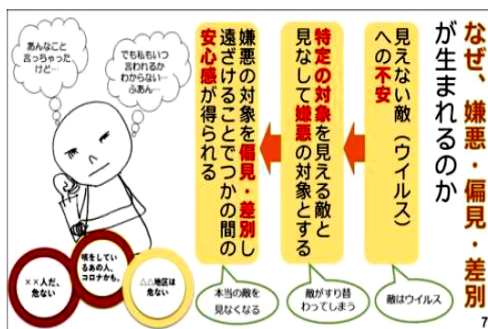 なぜ、嫌悪・偏見・差別
が生まれるのか
見えない敵（ウイルス）
への不安
敵はウイルス
特定の対象を見える敵と
見なして嫌悪の対象とする
敵がすり替
わってしまう
嫌悪の対象を偏見・差別し
遠ざけることでつかの間の
安心感が得られる
本当の敵を
見なくなる
あんなこと
言っちゃった
けど…
でも私もいつ
言われるか
わからない…
ふあん…
××人だ、
危ない
咳をしてい
るあの人、
コロナかも。
△△地区は
危ない
7